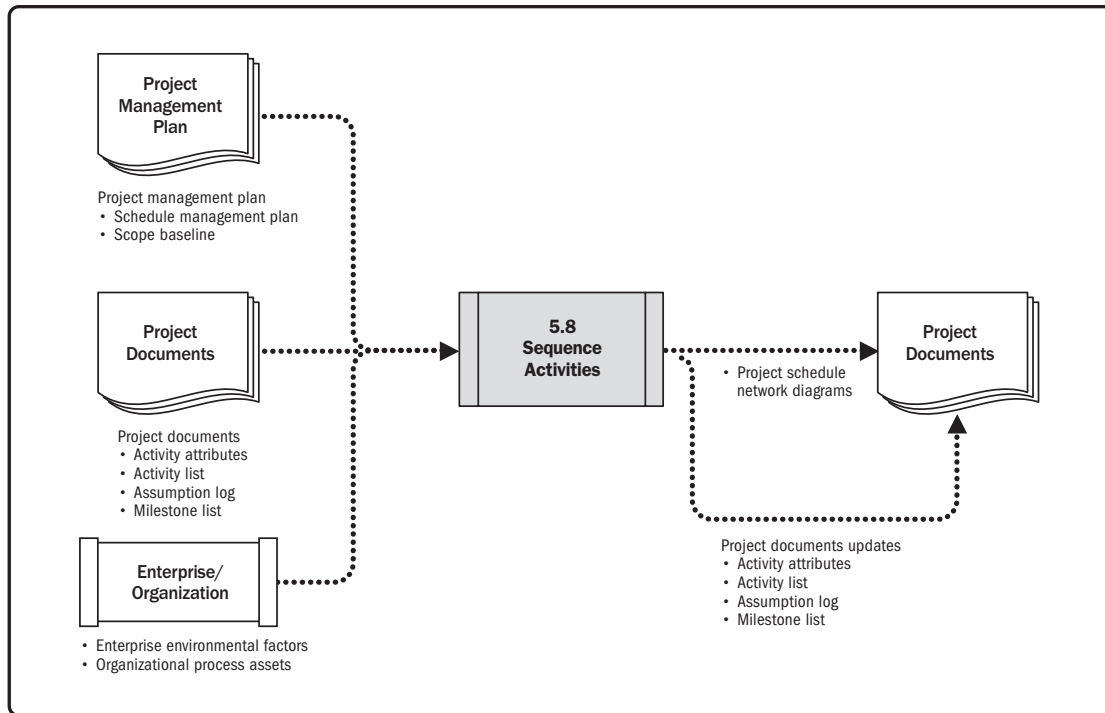 Project
Management
Plan
Project management plan
• Schedule management plan
• Scope baseline
Project
Documents
Project documents
• Activity attributes
• Activity list
• Assumption log
• Milestone list
Enterprise/
Organization
• Enterprise environmental factors
• Organizational process assets
5.8
Sequence
Activities
• Project schedule
network diagrams
Project
Documents
Project documents updates
• Activity attributes
• Activity list
• Assumption log
• Milestone list